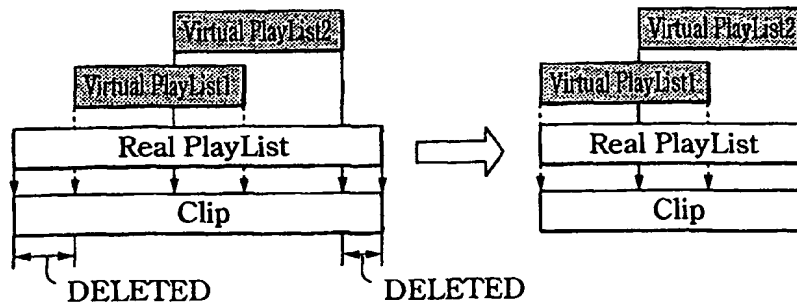 Virtual PlayList2
Virtual PlayList1
Real PlayList
Clip
DELETED
DELETED
Virtual PlayList2
Virtual PlayList1
Real PlayList
Clip